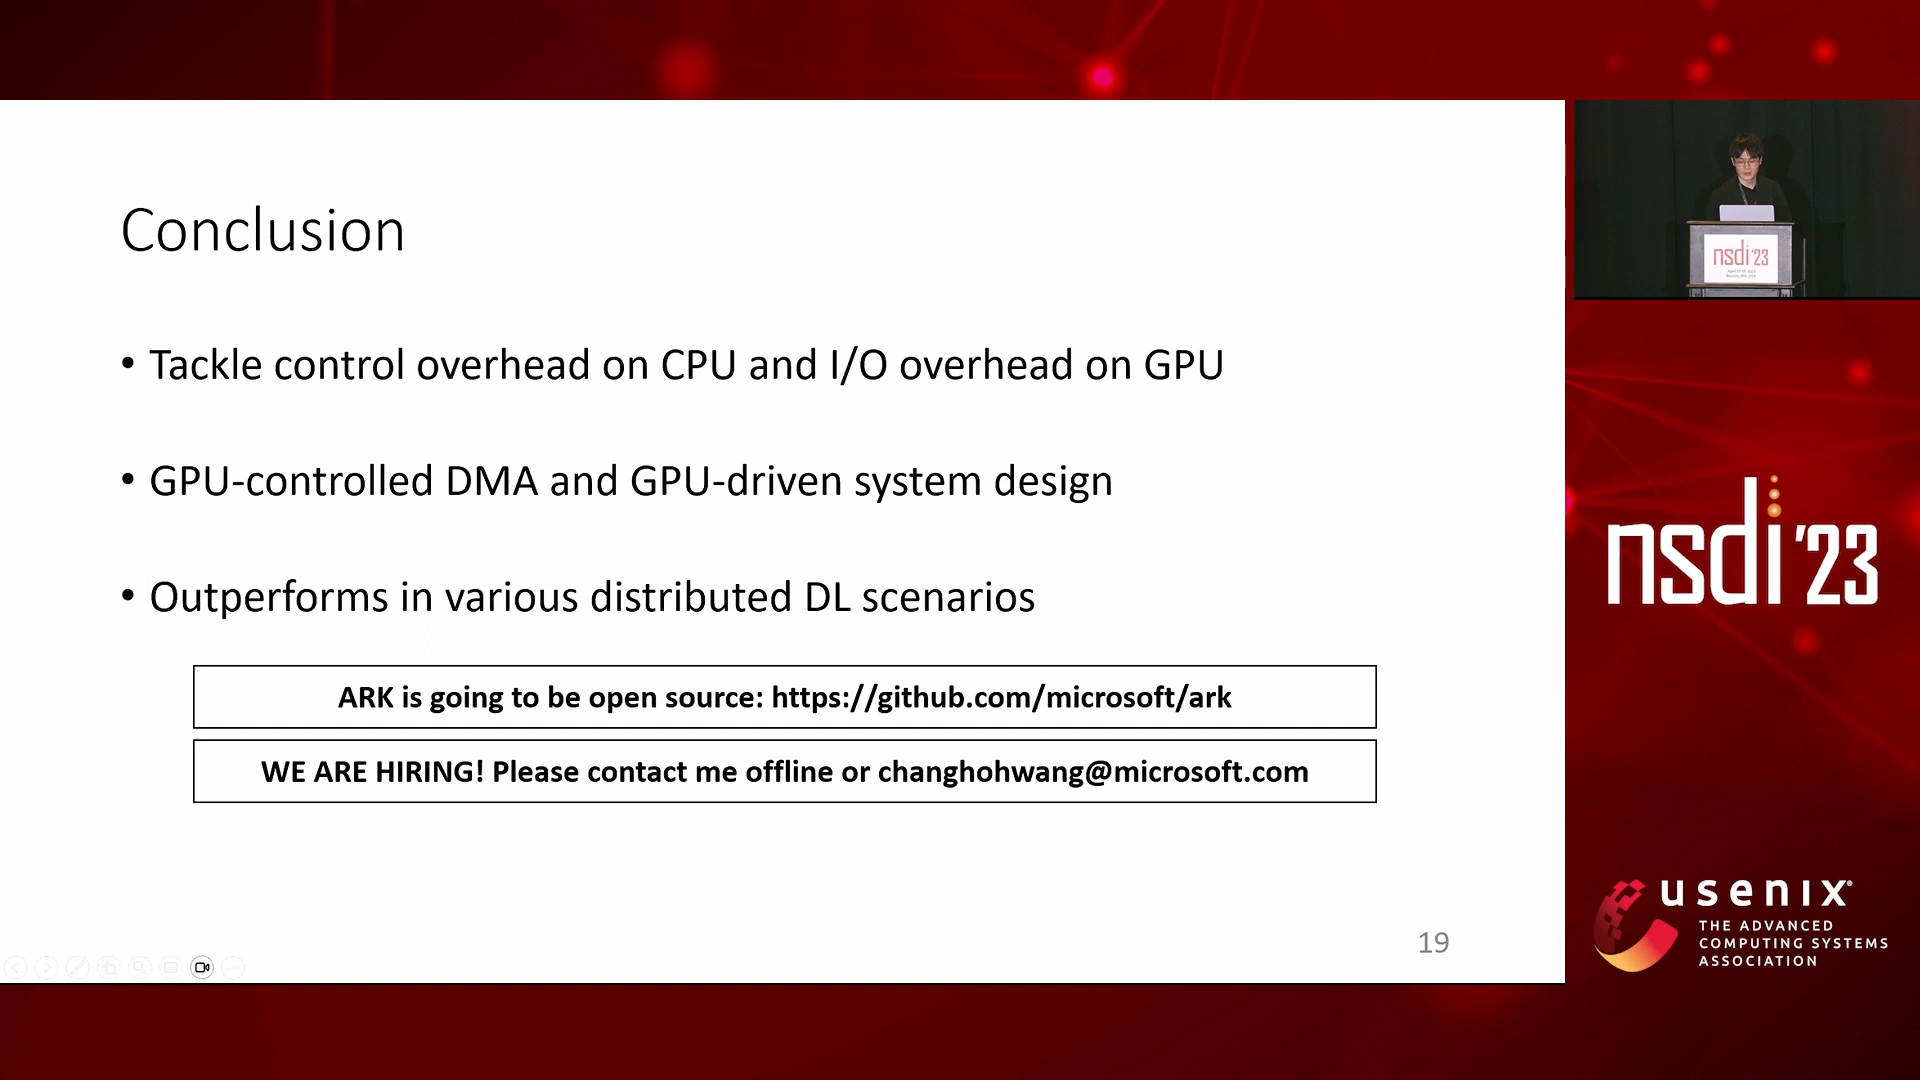 Conclusion
• Tackle control overhead on CPU and I/O overhead on GPU
• GPU-controlled DMA and GPU-driven system design
• Outperforms in various distributed DL scenarios
ARK is going to be open source: https://github.com/microsoft/ark
WE ARE HIRING! Please contact me offline or changhohwang@microsoft.com
19
nsdi'23
nsdi'23
usenix®
THE ADVANCED
COMPUTING SYSTEMS
ASSOCIATION